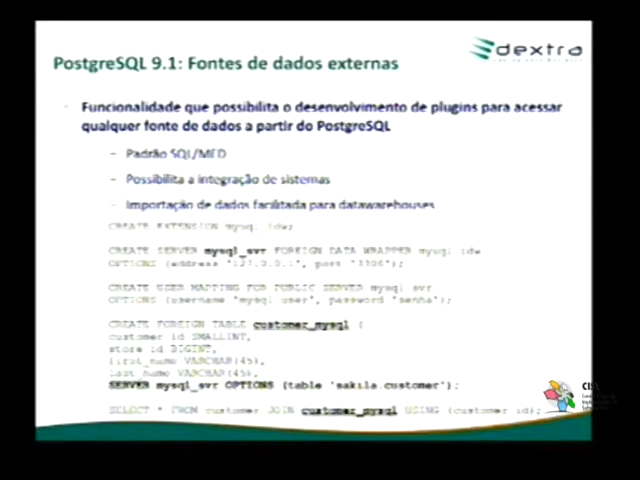 dextra
PostgreSQL 9.1: Fontes de dados externas
Funcionalidade que possibilita o desenvolvimento de plugins para acessar
qualquer fonte de dados a partir do PostgreSQL
– Padrão SQL/MED
– Possibilita a integração de sistemas
– Importação de dados facilitada para datawarehouses
CREATE EXTENSION mysql_fdw;
CREATE SERVER mysql_svr FOREIGN DATA WRAPPER mysql_fdw
OPTIONS (address '127.0.0.1', port '3306');
CREATE USER MAPPING FOR PUBLIC SERVER mysql_svr
OPTIONS (username 'mysql_user', password 'senha');
CREATE FOREIGN TABLE customer_mysql (
customer_id SMALLINT,
store_id BIGINT,
first_name VARCHAR(45),
last_name VARCHAR(45),
SERVER mysql_svr OPTIONS (table 'sakila.customer');
SELECT * FROM customer JOIN customer_mysql USING (customer_id);